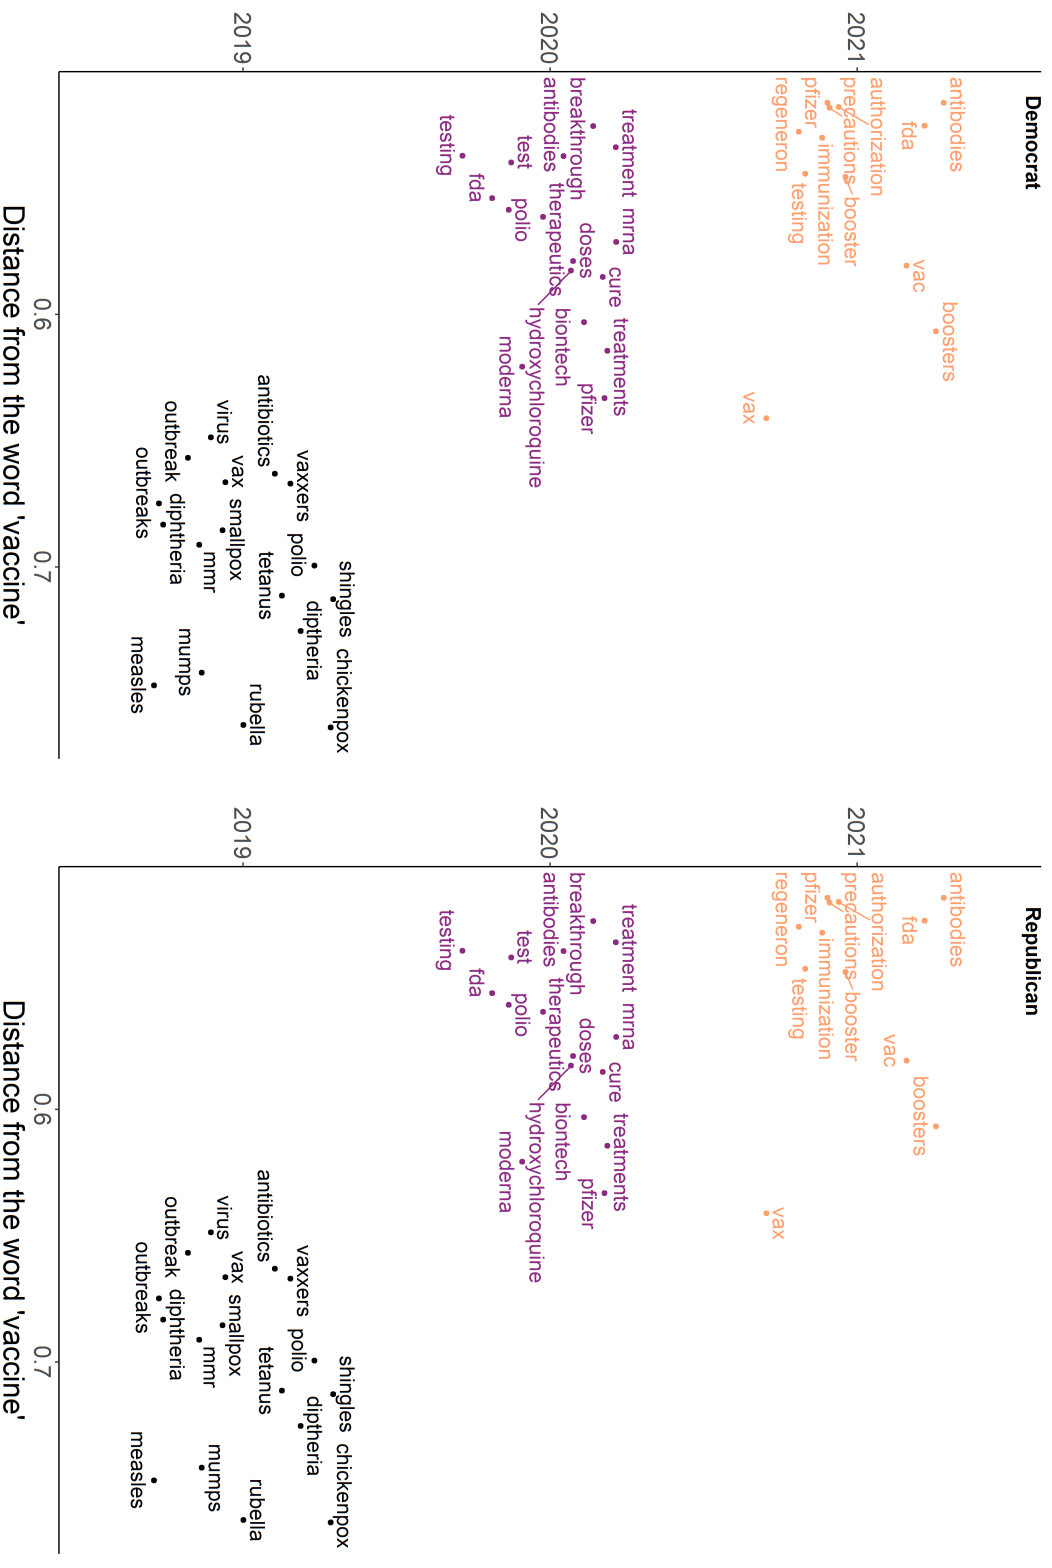 Democrat
2021
antibodies
fda
authorization
precautions
pfizer
regeneron
immunization
testing
booster
vac
boosters
vax
2020
treatment
mrna
breakthrough
antibodies
test
testing
fda
polio
therapeutics
doses
cure
treatments
hydroxychloroquine
biontech
pfizer
moderna
2019
antibiotics
virus
outbreak
outbreaks
vaxxers
vax
smallpox
diphtheria
mmr
polio
tetanus
shingles
diptheria
chickenpox
mumps
measles
rubella
0.6
0.7
Distance from the word 'vaccine'
Republican
2021
antibodies
fda
authorization
precautions
pfizer
regeneron
immunization
testing
booster
vac
boosters
vax
2020
treatment
mrna
breakthrough
antibodies
test
testing
fda
polio
therapeutics
doses
cure
treatments
hydroxychloroquine
biontech
pfizer
moderna
2019
antibiotics
virus
outbreak
outbreaks
vaxxers
vax
smallpox
diphtheria
mmr
polio
tetanus
shingles
diptheria
chickenpox
mumps
measles
rubella
0.6
0.7
Distance from the word 'vaccine'